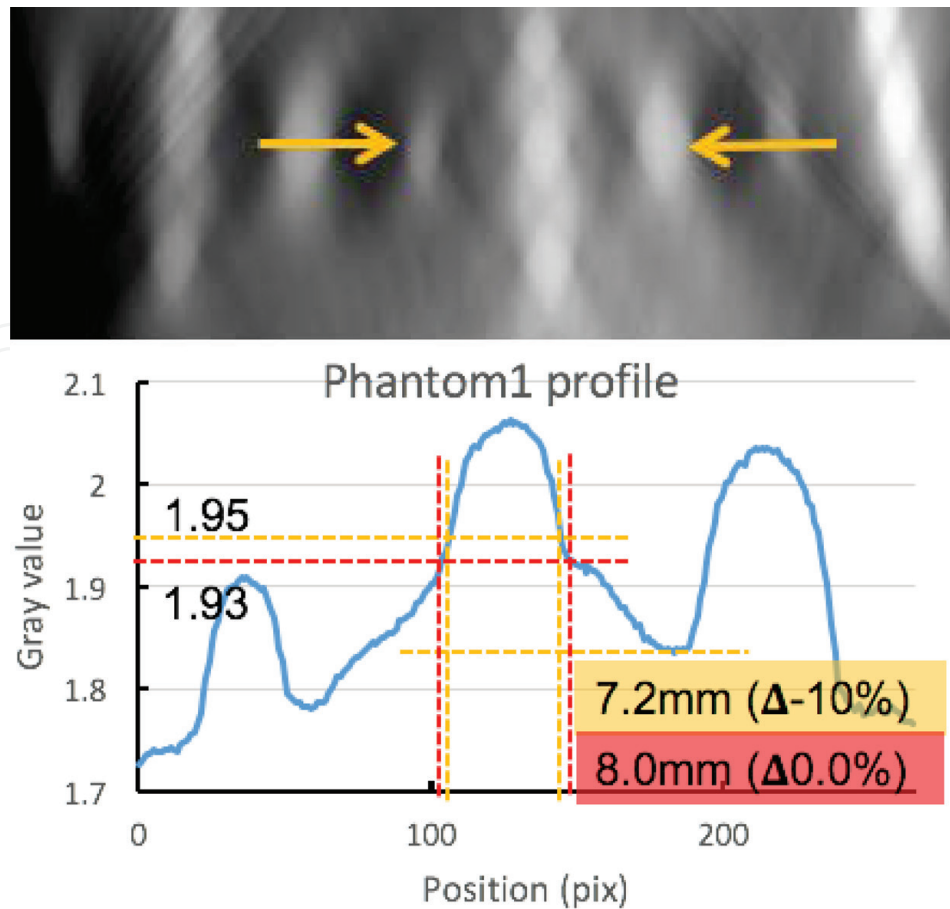 Phantom1 profile
2.1
2
1.9
1.8
1.7
Gray value
1.95
1.93
7.2mm (Δ-10%)
8.0mm (Δ0.0%)
0
100
200
Position (pix)